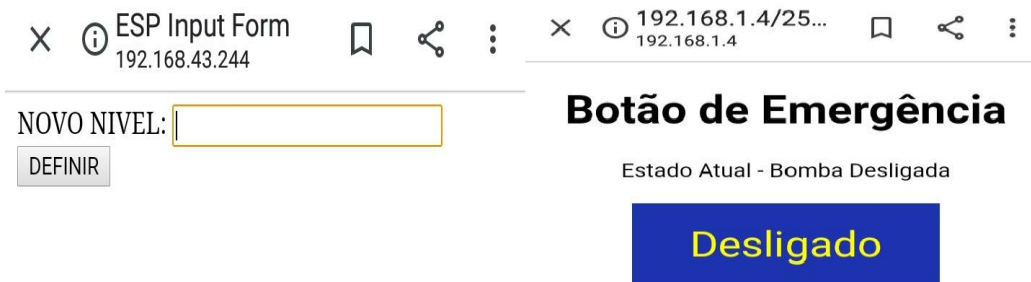 ESP Input Form
192.168.43.244
NOVO NIVEL:
DEFINIR
192.168.1.4/25...
192.168.1.4
Botão de Emergência
Estado Atual - Bomba Desligada
Desligado